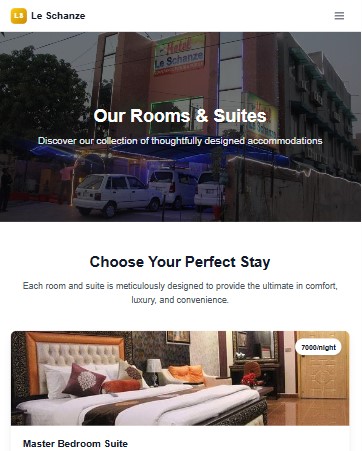 LS Le Schanze
Hotel
Le Schanze
Our Rooms & Suites
Discover our collection of thoughtfully designed accommodations
Choose Your Perfect Stay
Each room and suite is meticulously designed to provide the ultimate in comfort,
luxury, and convenience.
7000/night
Master Bedroom Suite